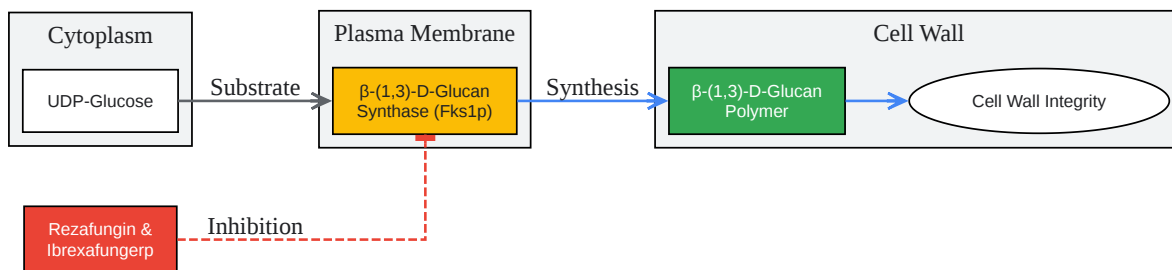 Cytoplasm
UDP-Glucose
Substrate
Plasma Membrane
β-(1,3)-D-Glucan
Synthase (Fks1p)
Synthesis
Cell Wall
β-(1,3)-D-Glucan
Polymer
Cell Wall Integrity
Rezafungin &
Ibrexafungerp
Inhibition